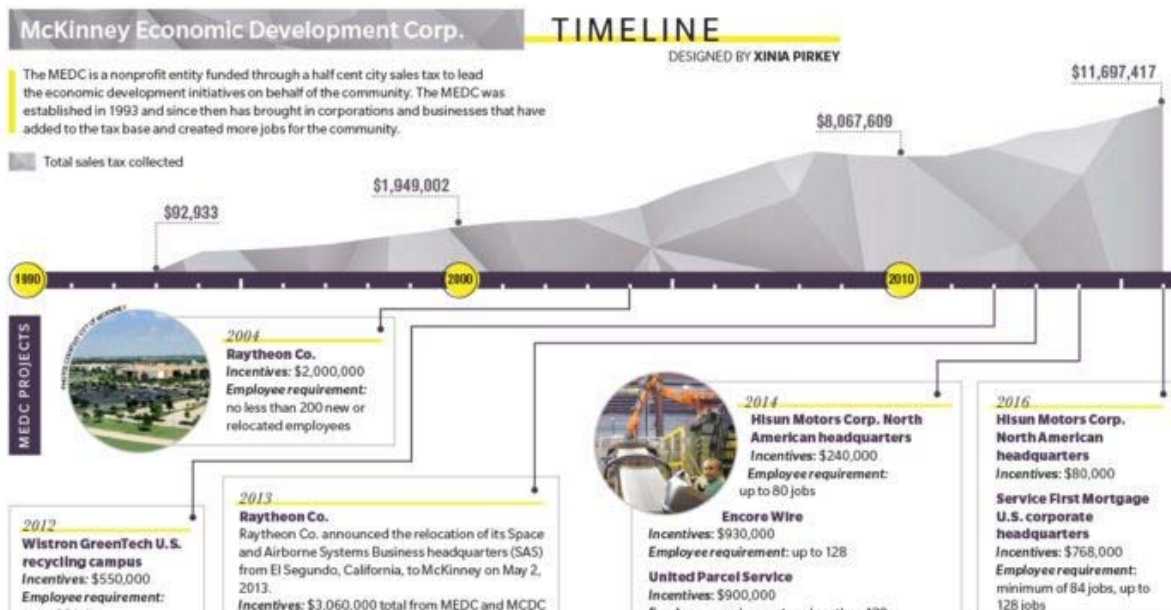 McKinney Economic Development Corp.
TIMELINE
DESIGNED BY XINIA PIRKEY
The MEDC is a nonprofit entity funded through a half cent city sales tax to lead
the economic development initiatives on behalf of the community. The MEDC was
established in 1993 and since then has brought in corporations and businesses that have
added to the tax base and created more jobs for the community.
Total sales tax collected
$92,933
$1,949,002
$8,067,609
$11,697,417
1990
2000
2010
MEDC PROJECTS
PHOTO COURTESY CITY OF MCKINNEY
2004
Raytheon Co.
Incentives: $2,000,000
Employee requirement:
no less than 200 new or
relocated employees
2012
Wistron GreenTech U.S.
recycling campus
Incentives: $550,000
Employee requirement:
2013
Raytheon Co.
Raytheon Co. announced the relocation of its Space
and Airborne Systems Business headquarters (SAS)
from El Segundo, California, to McKinney on May 2,
2013.
Incentives: $3,060,000 total from MEDC and MCDC
2014
Hisun Motors Corp. North
American headquarters
Incentives: $240,000
Employee requirement:
up to 80 jobs
Encore Wire
Incentives: $930,000
Employee requirement: up to 128
United Parcel Service
Incentives: $900,000
2016
Hisun Motors Corp.
North American
headquarters
Incentives: $80,000
Service First Mortgage
U.S. corporate
headquarters
Incentives: $768,000
Employee requirement:
minimum of 84 jobs, up to
128 jobs